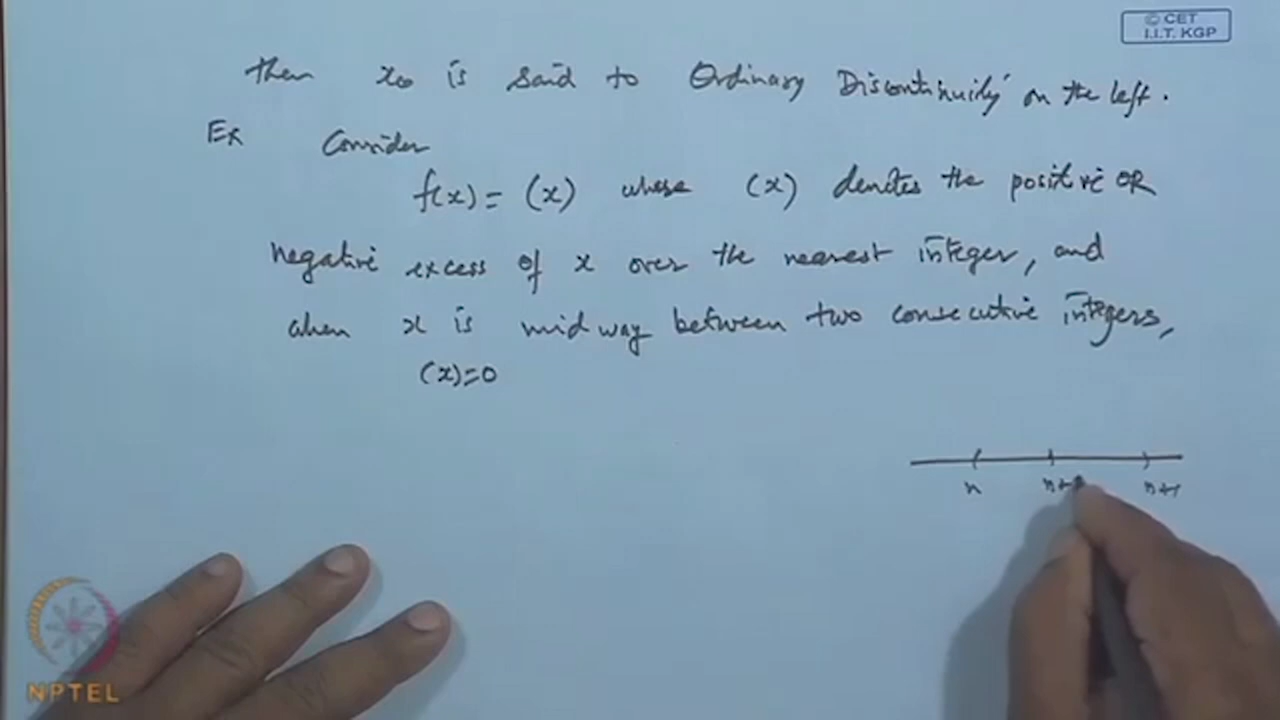 © CET
I.I.T. KGP
then x₀ is said to Ordinary Discontinuity on the left.
Ex Consider
f(x) = (x) where (x) denotes the positive OR
negative excess of x over the nearest integer, and
when x is midway between two consecutive integers,
(x)=0
n n+1
NPTEL